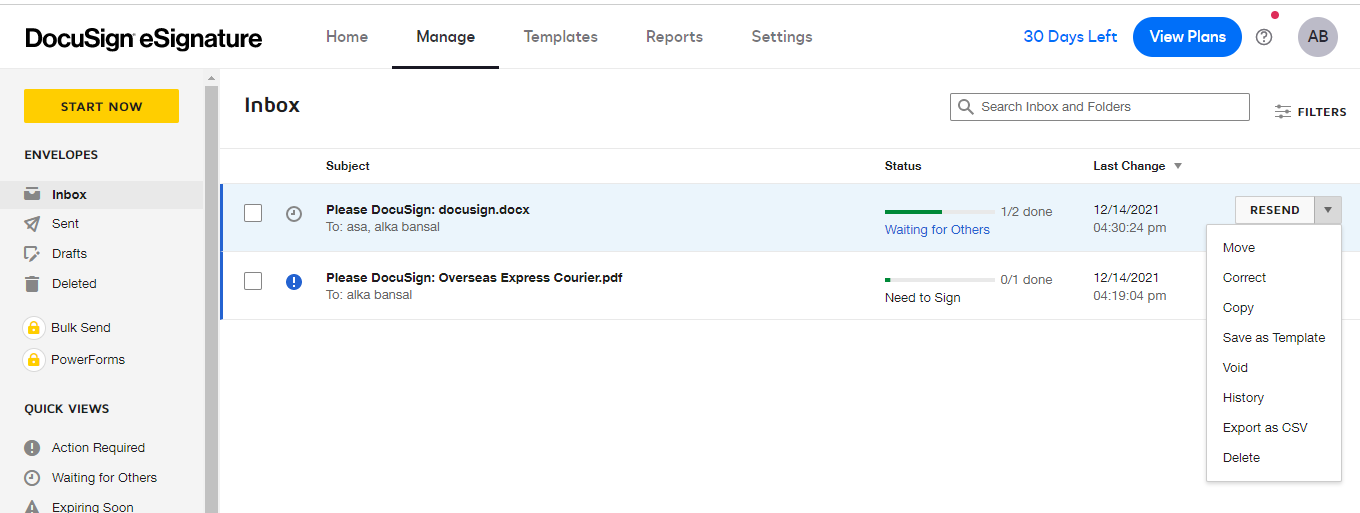 DocuSign eSignature
Home
Manage
Templates
Reports
Settings
30 Days Left
View Plans
AB
START NOW
ENVELOPES
Inbox
Sent
Drafts
Deleted
Bulk Send
PowerForms
QUICK VIEWS
Action Required
Waiting for Others
Expiring Soon
Inbox
Search Inbox and Folders
FILTERS
Subject
Status
Last Change
Please DocuSign: docusign.docx
To: asa, alka bansal
1/2 done
Waiting for Others
12/14/2021
04:30:24 pm
RESEND
Please DocuSign: Overseas Express Courier.pdf
To: alka bansal
0/1 done
Need to Sign
12/14/2021
04:19:04 pm
Move
Correct
Copy
Save as Template
Void
History
Export as CSV
Delete